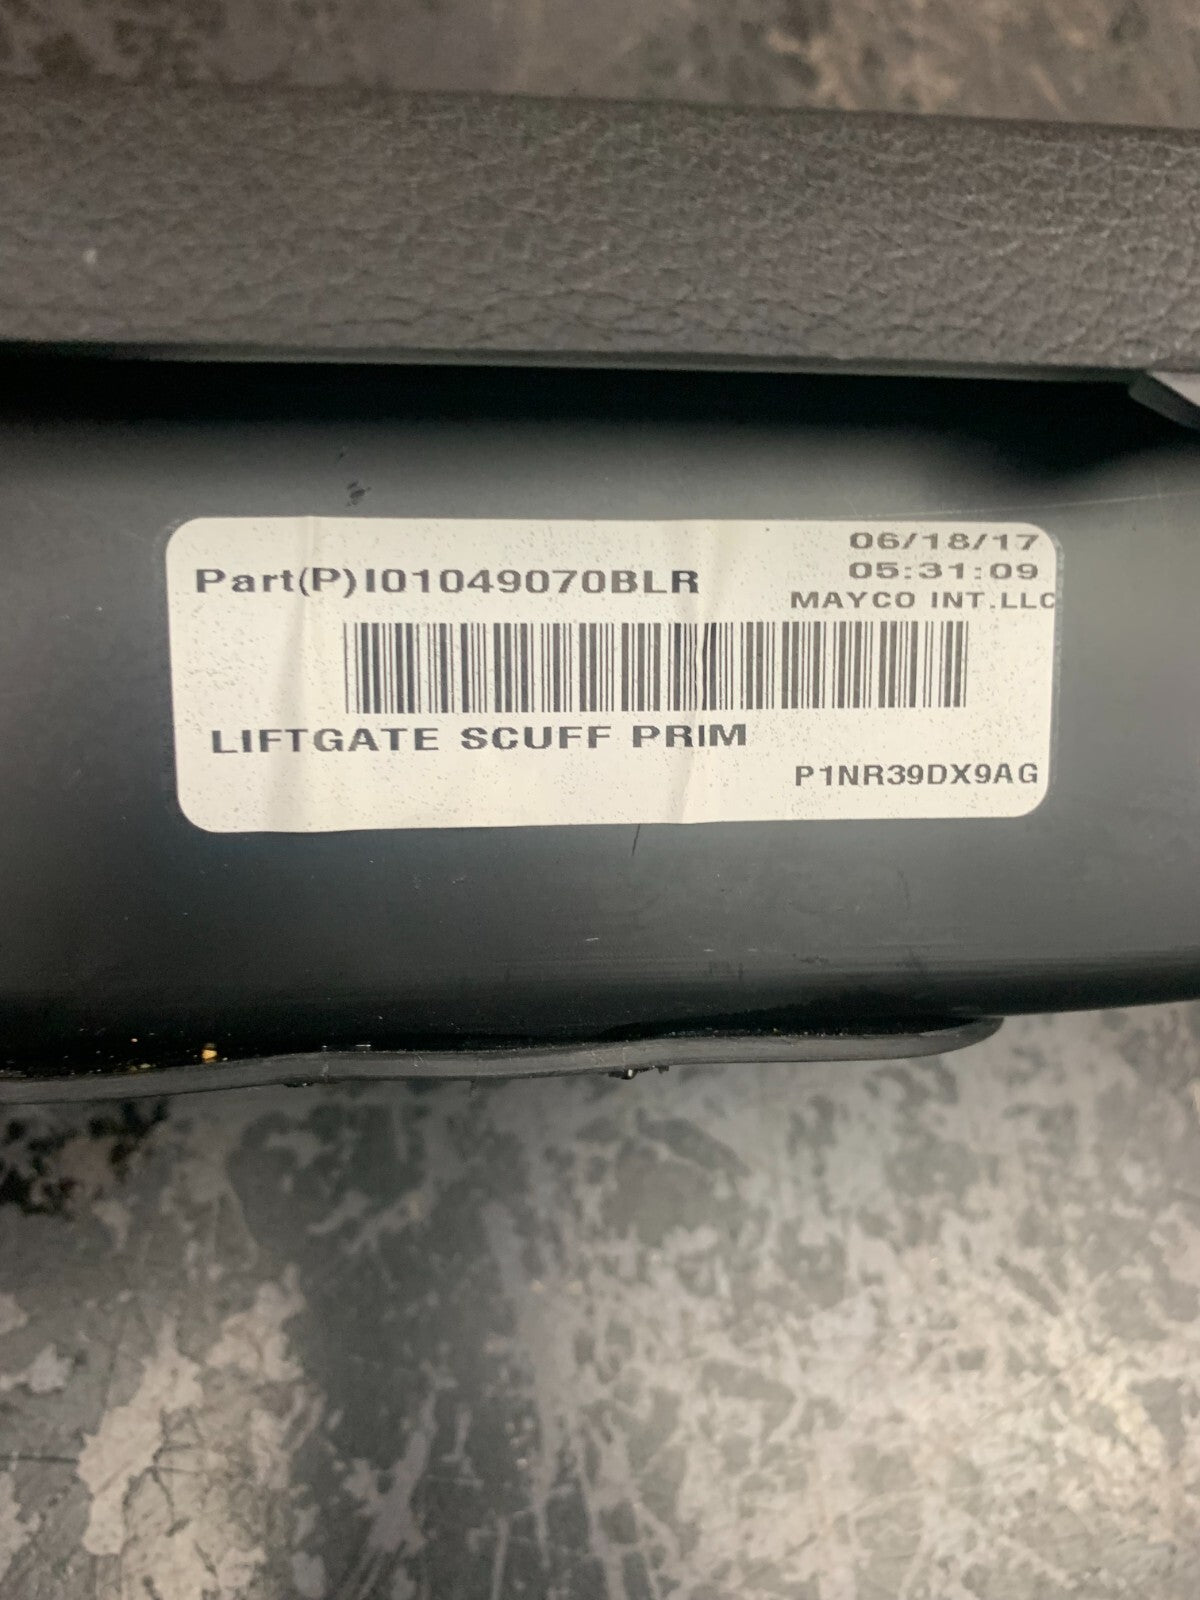 06/18/17
05:31:09
Part(P)I01049070BLR
MAYCO INT.LLC
LIFTGATE SCUFF PRIM
P1NR39DX9AG